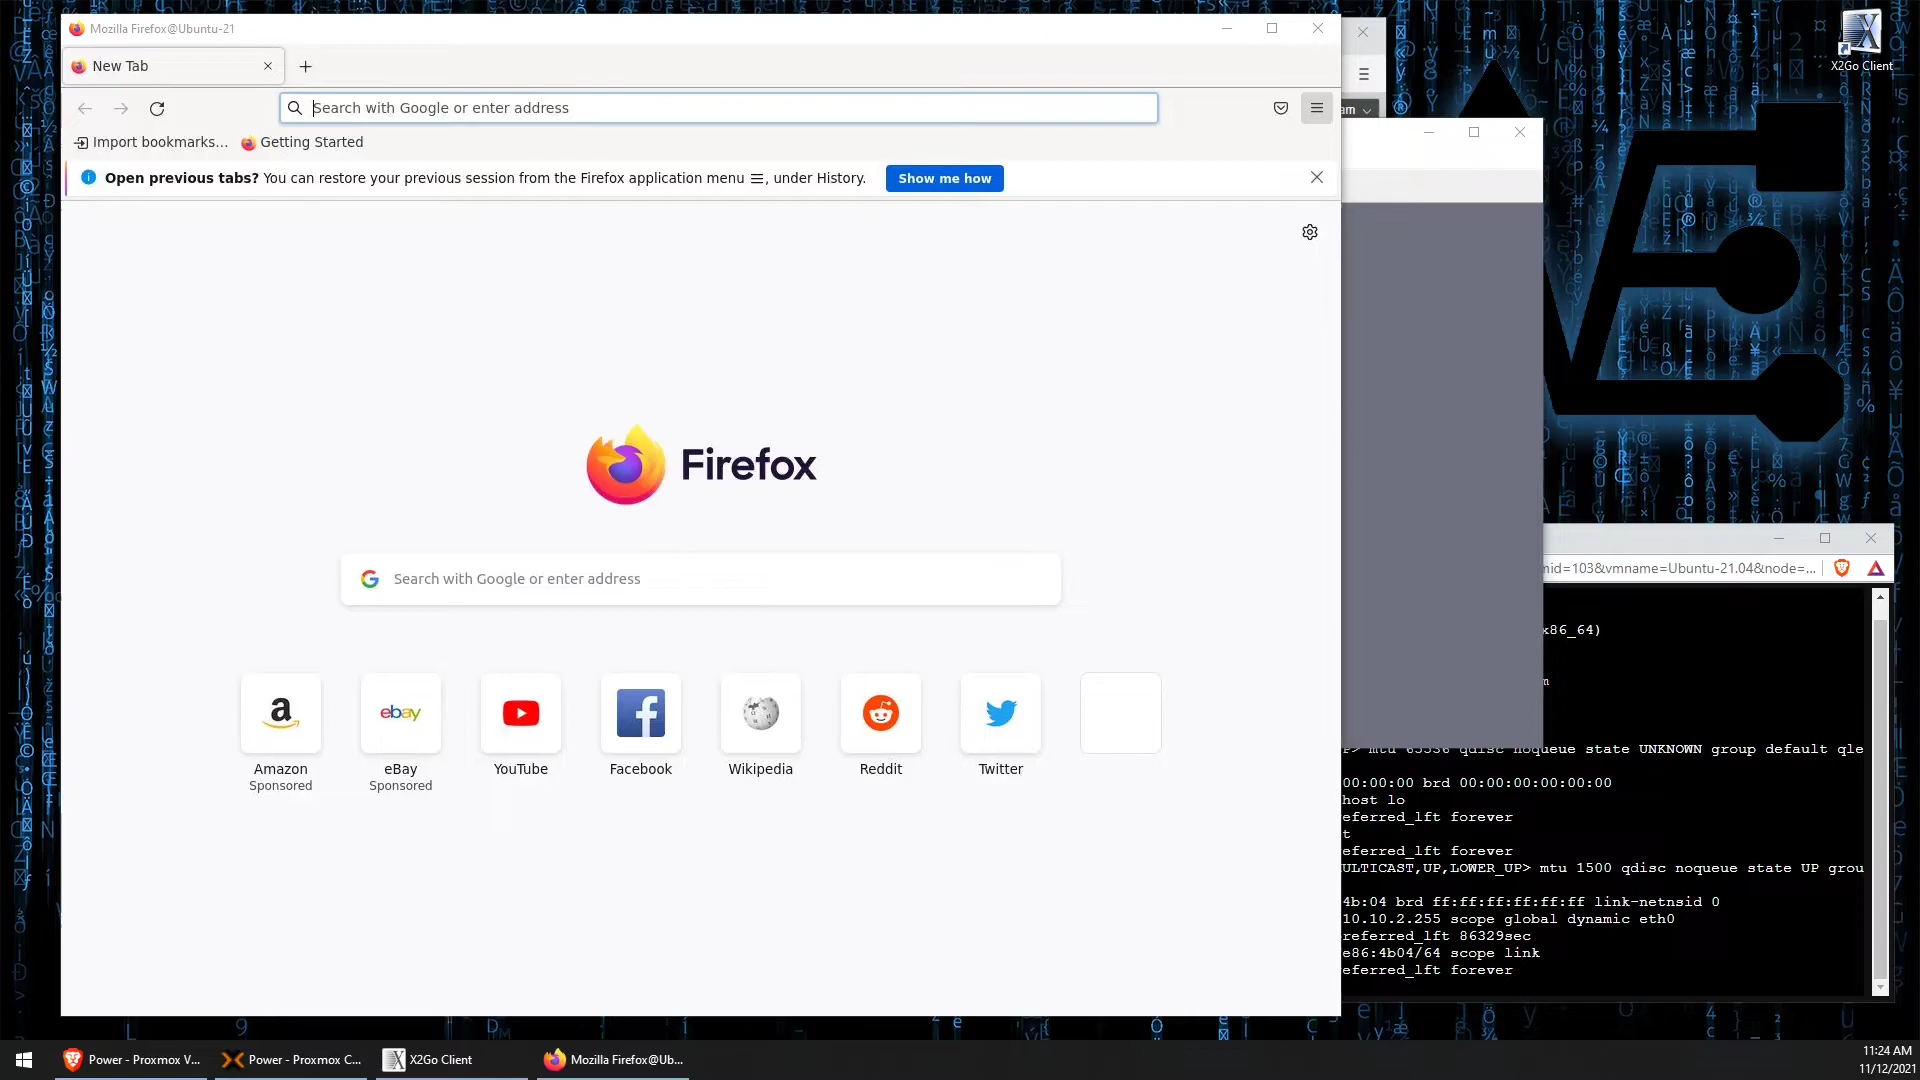 Mozilla Firefox@Ubuntu-21
New Tab
Search with Google or enter address
Import bookmarks...
Getting Started
Open previous tabs? You can restore your previous session from the Firefox application menu ☰, under History.
Show me how
Firefox
Search with Google or enter address
a
ebay
Amazon
Sponsored
eBay
Sponsored
YouTube
Facebook
Wikipedia
Reddit
Twitter
X2Go Client
am
mid=103&vmname=Ubuntu-21.04&node=...
x86_64)
m
P> mtu 65536 qdisc noqueue state UNKNOWN group default qle
00:00:00 brd 00:00:00:00:00:00
host lo
eferred_lft forever
t
eferred_lft forever
ULTICAST,UP,LOWER_UP> mtu 1500 qdisc noqueue state UP grou
4b:04 brd ff:ff:ff:ff:ff:ff link-netnsid 0
10.10.2.255 scope global dynamic eth0
referred_lft 86329sec
e86:4b04/64 scope link
eferred_lft forever
Power - Proxmox V...
Power - Proxmox C...
X2Go Client
Mozilla Firefox@Ub...
11:24 AM
11/12/2021